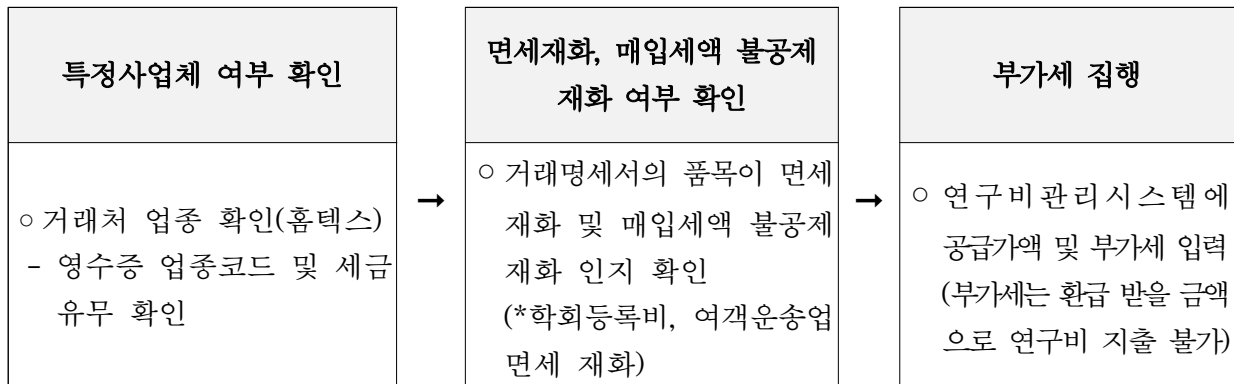 특정사업체 여부 확인
○거래처 업종 확인(홈텍스)
- 영수증 업종코드 및 세금
유무 확인
→
면세재화, 매입세액 불공제
재화 여부 확인
○ 거래명세서의 품목이 면세
재화 및 매입세액 불공제
재화 인지 확인
(*학회등록비, 여객운송업
면세 재화)
→
부가세 집행
○ 연구비관리시스템에
공급가액 및 부가세 입력
(부가세는 환급 받을 금액
으로 연구비 지출 불가)